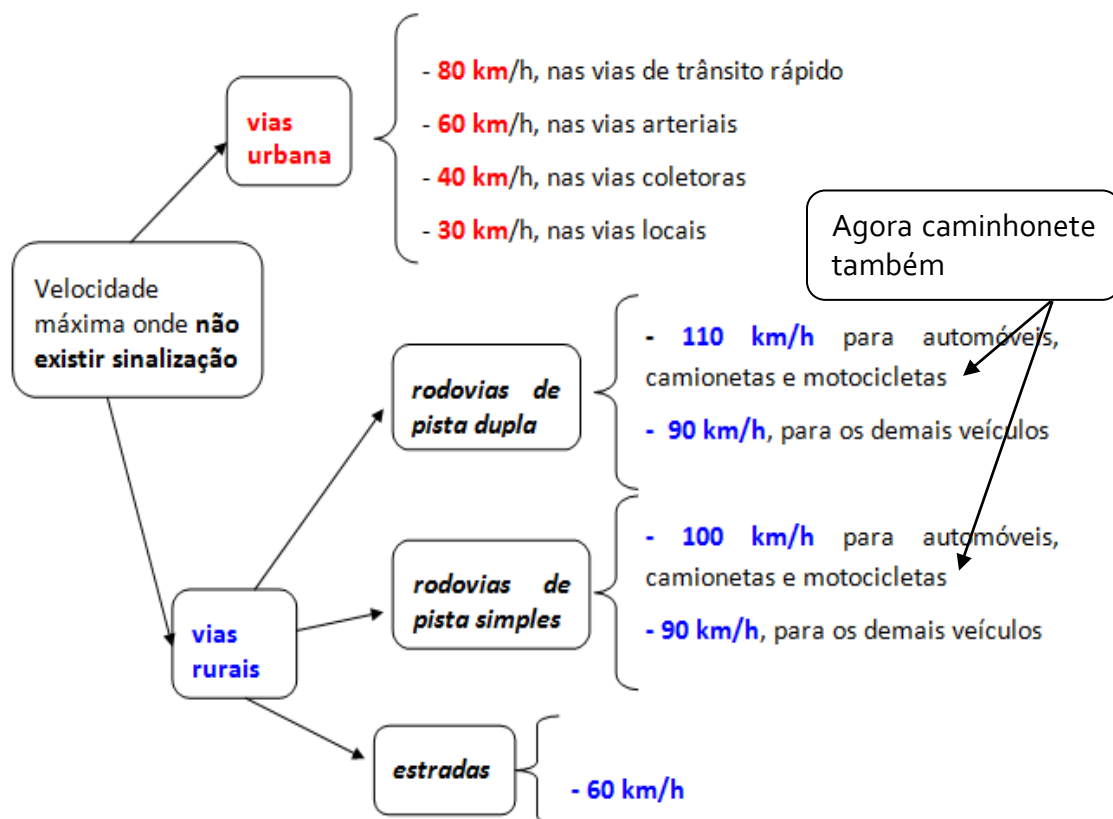 - 80 km/h, nas vias de trânsito rápido
- 60 km/h, nas vias arteriais
- 40 km/h, nas vias coletoras
- 30 km/h, nas vias locais
vias
urbana
Agora caminhonete
também
Velocidade
máxima onde não
existir sinalização
- 110 km/h para automóveis,
camionetas e motocicletas
- 90 km/h, para os demais veículos
rodovias de
pista dupla
- 100 km/h para automóveis,
camionetas e motocicletas
- 90 km/h, para os demais veículos
rodovias de
pista simples
vias
rurais
estradas
- 60 km/h